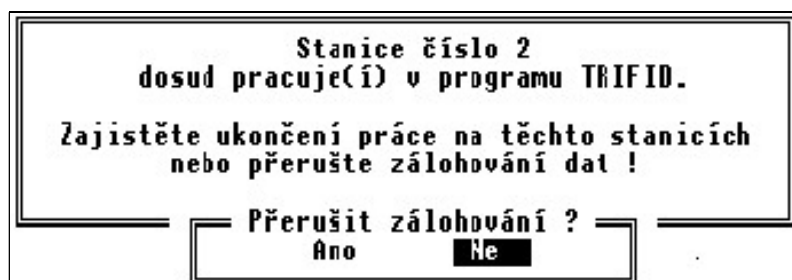 Stanice číslo 2
dosud pracuje(í) v programu TRIFID.
Zajistěte ukončení práce na těchto stanicích
nebo přerušte zálohování dat !
Přerušit zálohování ?
Ano Ne